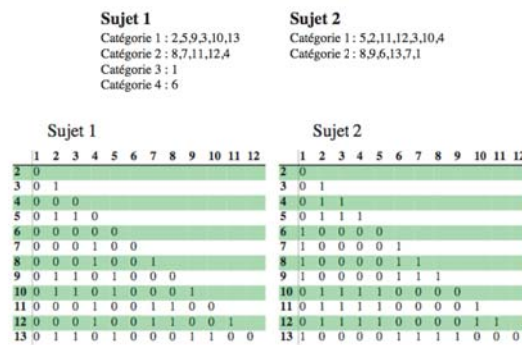 Sujet 1
Catégorie 1 : 2,5,9,3,10,13
Catégorie 2 : 8,7,11,12,4
Catégorie 3 : 1
Catégorie 4 : 6
Sujet 2
Catégorie 1 : 5,2,11,12,3,10,4
Catégorie 2 : 8,9,6,13,7,1
Sujet 1
1 2 3 4 5 6 7 8 9 10 11 12
2 0
3 0 1
4 0 0 0
5 0 1 1 0
6 0 0 0 0 0
7 0 0 0 1 0 0
8 0 0 0 1 0 0 1
9 0 1 1 0 1 0 0 0
10 0 1 1 0 1 0 0 0 1
11 0 0 0 1 0 0 1 1 0 0
12 0 0 0 1 0 0 1 1 0 0 1
13 0 1 1 0 1 0 0 0 1 1 0 0
Sujet 2
1 2 3 4 5 6 7 8 9 10 11 12
2 0
3 0 1
4 0 1 1
5 0 1 1 1
6 1 0 0 0 0
7 1 0 0 0 0 1
8 1 0 0 0 0 1 1
9 1 0 0 0 0 1 1 1
10 0 1 1 1 1 0 0 0 0
11 0 1 1 1 1 0 0 0 0 1
12 0 1 1 1 1 0 0 0 0 1 1
13 1 0 0 0 0 1 1 1 1 0 0 0